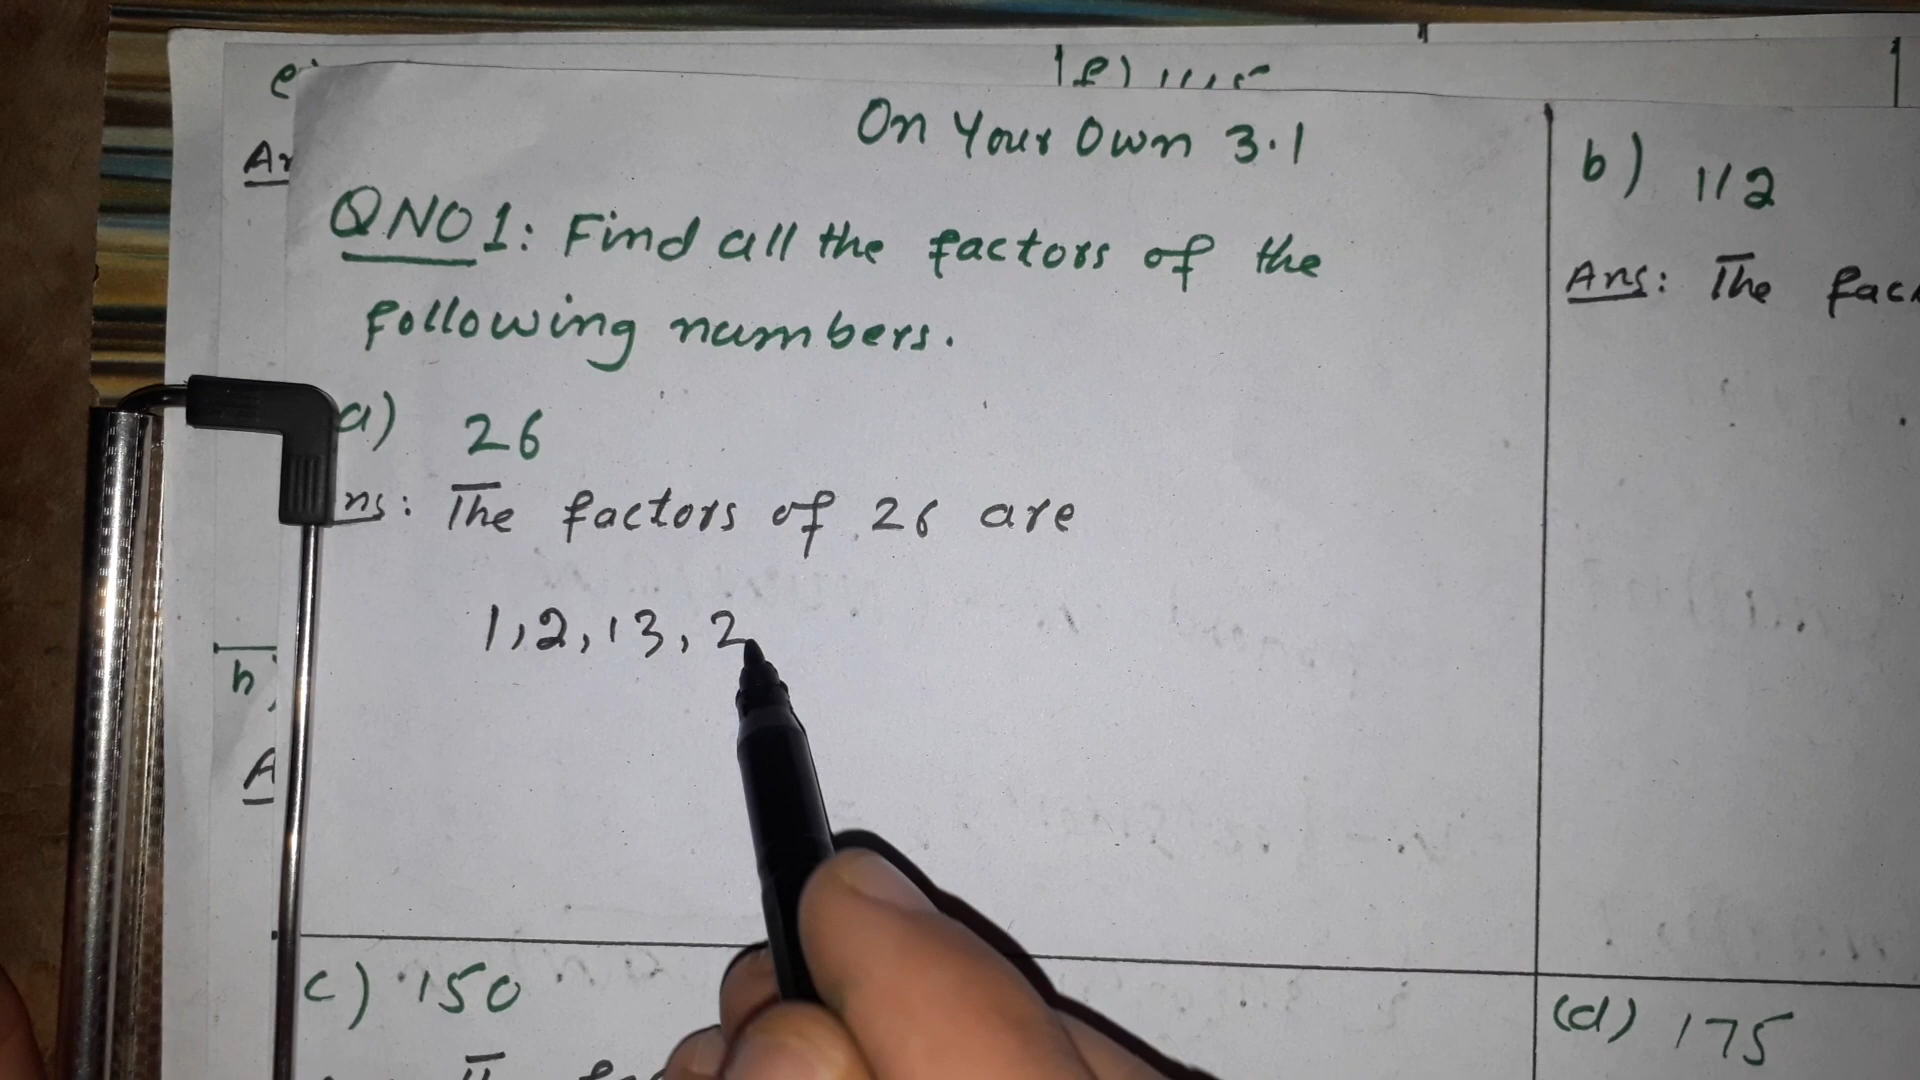 On Your Own 3.1
QNO1: Find all the factors of the
following numbers.
a) 26
ns: The factors of 26 are
1, 2, 13, 2
b) 112
Ans: The fac
c) 150
(d) 175
h)
A